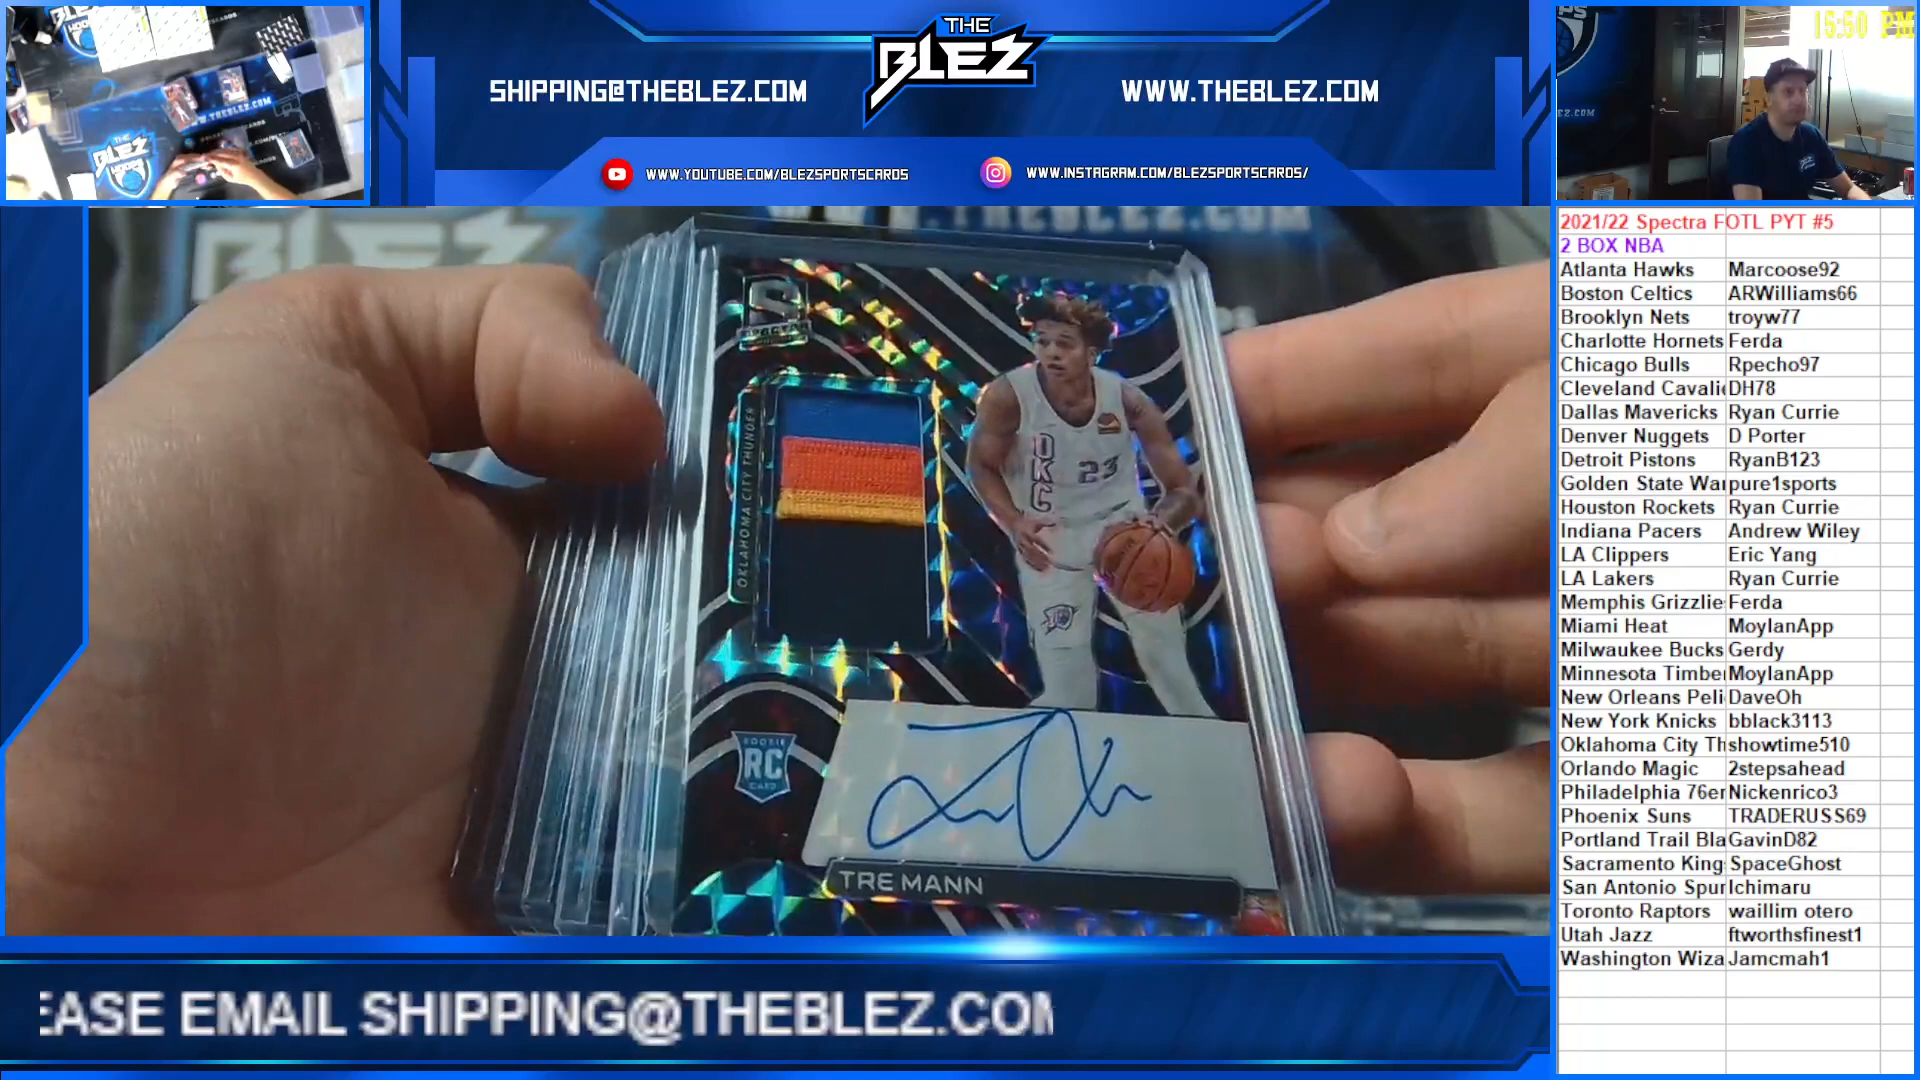 THE
BLEZ
SHIPPING@THEBLEZ.COM
WWW.THEBLEZ.COM
WWW.YOUTUBE.COM/BLEZSPORTSCARDS
WWW.INSTAGRAM.COM/BLEZSPORTSCARDS/
15:50 PM
2021/22 Spectra FOTL PYT #5
2 BOX NBA
Atlanta Hawks Marcoose92
Boston Celtics ARWilliams66
Brooklyn Nets troyw77
Charlotte Hornets Ferda
Chicago Bulls Rpecho97
Cleveland Cavali DH78
Dallas Mavericks Ryan Currie
Denver Nuggets D Porter
Detroit Pistons RyanB123
Golden State War pure1sports
Houston Rockets Ryan Currie
Indiana Pacers Andrew Wiley
LA Clippers Eric Yang
LA Lakers Ryan Currie
Memphis Grizzlie Ferda
Miami Heat MoylanApp
Milwaukee Bucks Gerdy
Minnesota Timbe MoylanApp
New Orleans Peli DaveOh
New York Knicks bblack3113
Oklahoma City Th showtime510
Orlando Magic 2stepsahead
Philadelphia 76er Nickenrico3
Phoenix Suns TRADERUSS69
Portland Trail Bla GavinD82
Sacramento King SpaceGhost
San Antonio Spur Ichimaru
Toronto Raptors waillim otero
Utah Jazz ftworthsfinest1
Washington Wiza Jamcmah1
SPECTRA
OKLAHOMA CITY THUNDER
OKC
23
ROOKIE
RC
CARD
TRE MANN
EASE EMAIL SHIPPING@THEBLEZ.COM